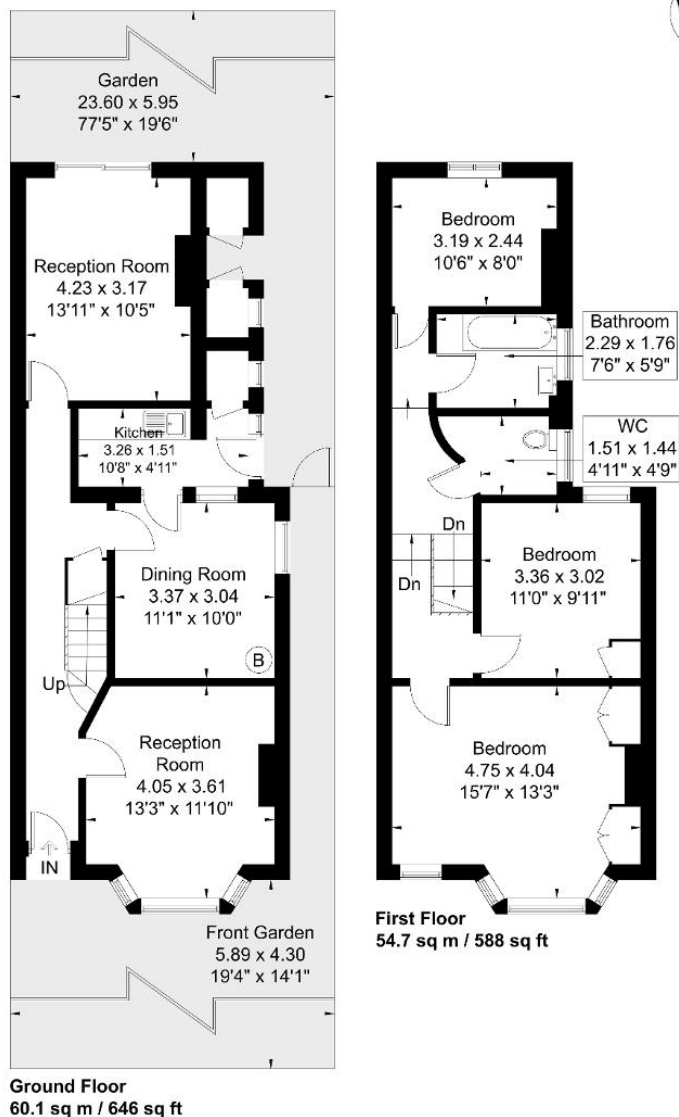 Garden
23.60 x 5.95
77'5" x 19'6"
Reception Room
4.23 x 3.17
13'11" x 10'5"
Kitchen
3.26 x 1.51
10'8" x 4'11"
Dining Room
3.37 x 3.04
11'1" x 10'0"
B
Up
Reception
Room
4.05 x 3.61
13'3" x 11'10"
IN
Front Garden
5.89 x 4.30
19'4" x 14'1"
Ground Floor
60.1 sq m / 646 sq ft
Bedroom
3.19 x 2.44
10'6" x 8'0"
Bathroom
2.29 x 1.76
7'6" x 5'9"
WC
1.51 x 1.44
4'11" x 4'9"
Dn
Dn
Bedroom
3.36 x 3.02
11'0" x 9'11"
Bedroom
4.75 x 4.04
15'7" x 13'3"
First Floor
54.7 sq m / 588 sq ft